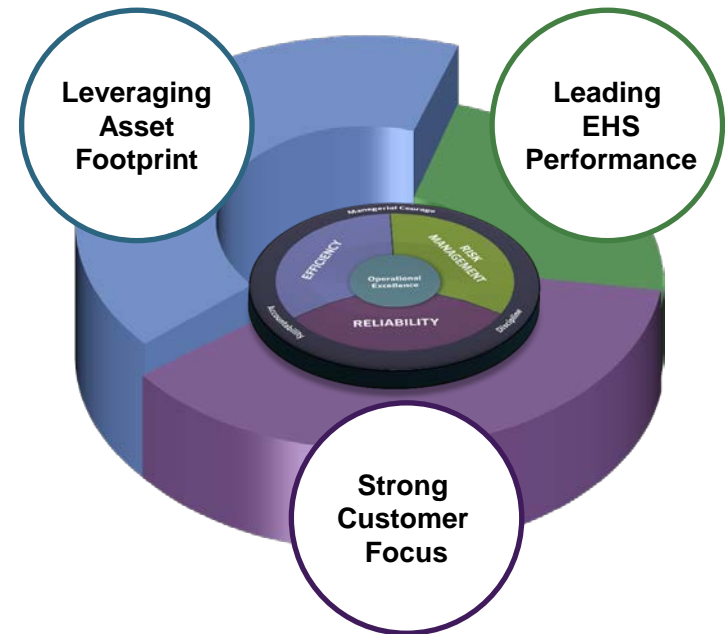 Leveraging
Asset
Footprint
Leading
EHS
Performance
Managerial Courage
EFFICIENCY
RISK
MANAGEMENT
Operational
Excellence
RELIABILITY
Accountability
Discipline
Strong
Customer
Focus